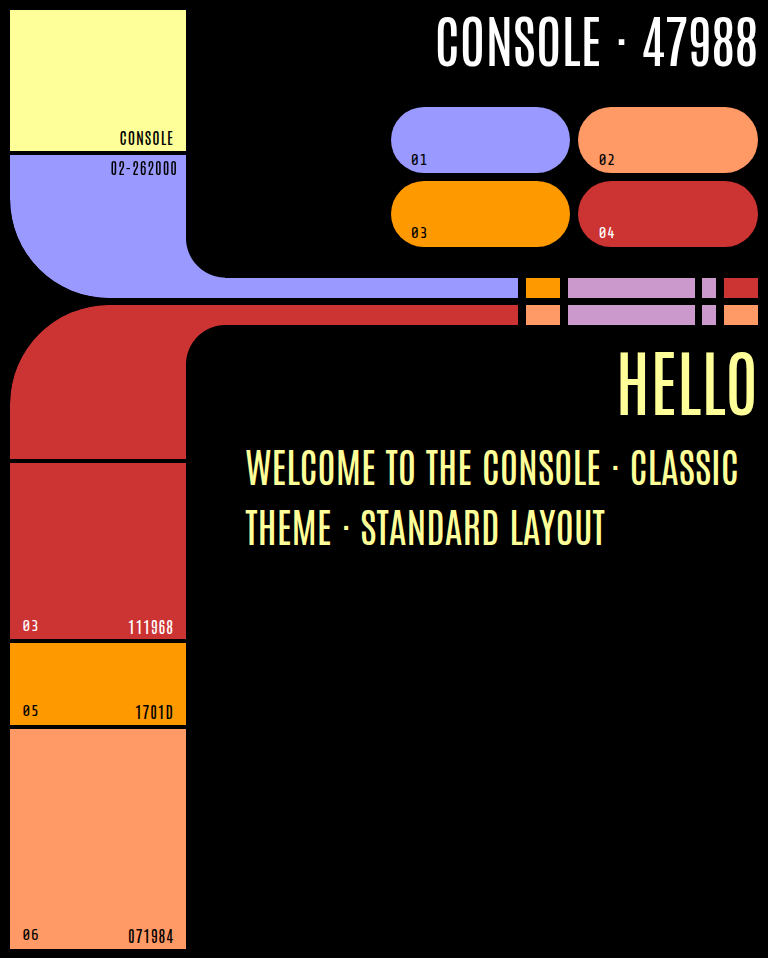 CONSOLE · 47988
CONSOLE
02-262000
01
02
03
04
HELLO
WELCOME TO THE CONSOLE · CLASSIC
THEME · STANDARD LAYOUT
03 111968
05 1701D
06 071984